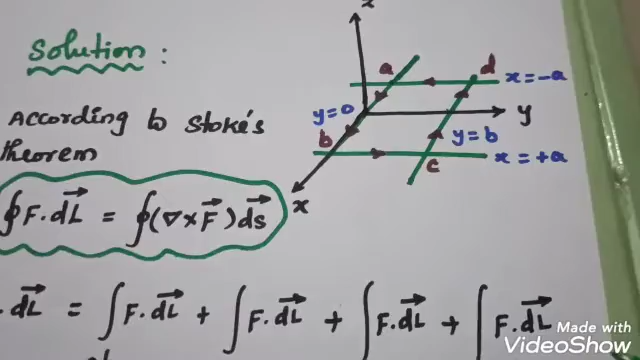 Solution :
z
a
d
x=-a
y=0
y
b
y=b
x=+a
c
x
According to Stoke's
theorem
∮F.dL⃗ = ∮(∇×F⃗)dS⃗
.dL⃗ = ∫F.dL⃗ + ∫F.dL⃗ + ∫F.dL⃗ + ∫F.dL⃗
Made with
VideoShow